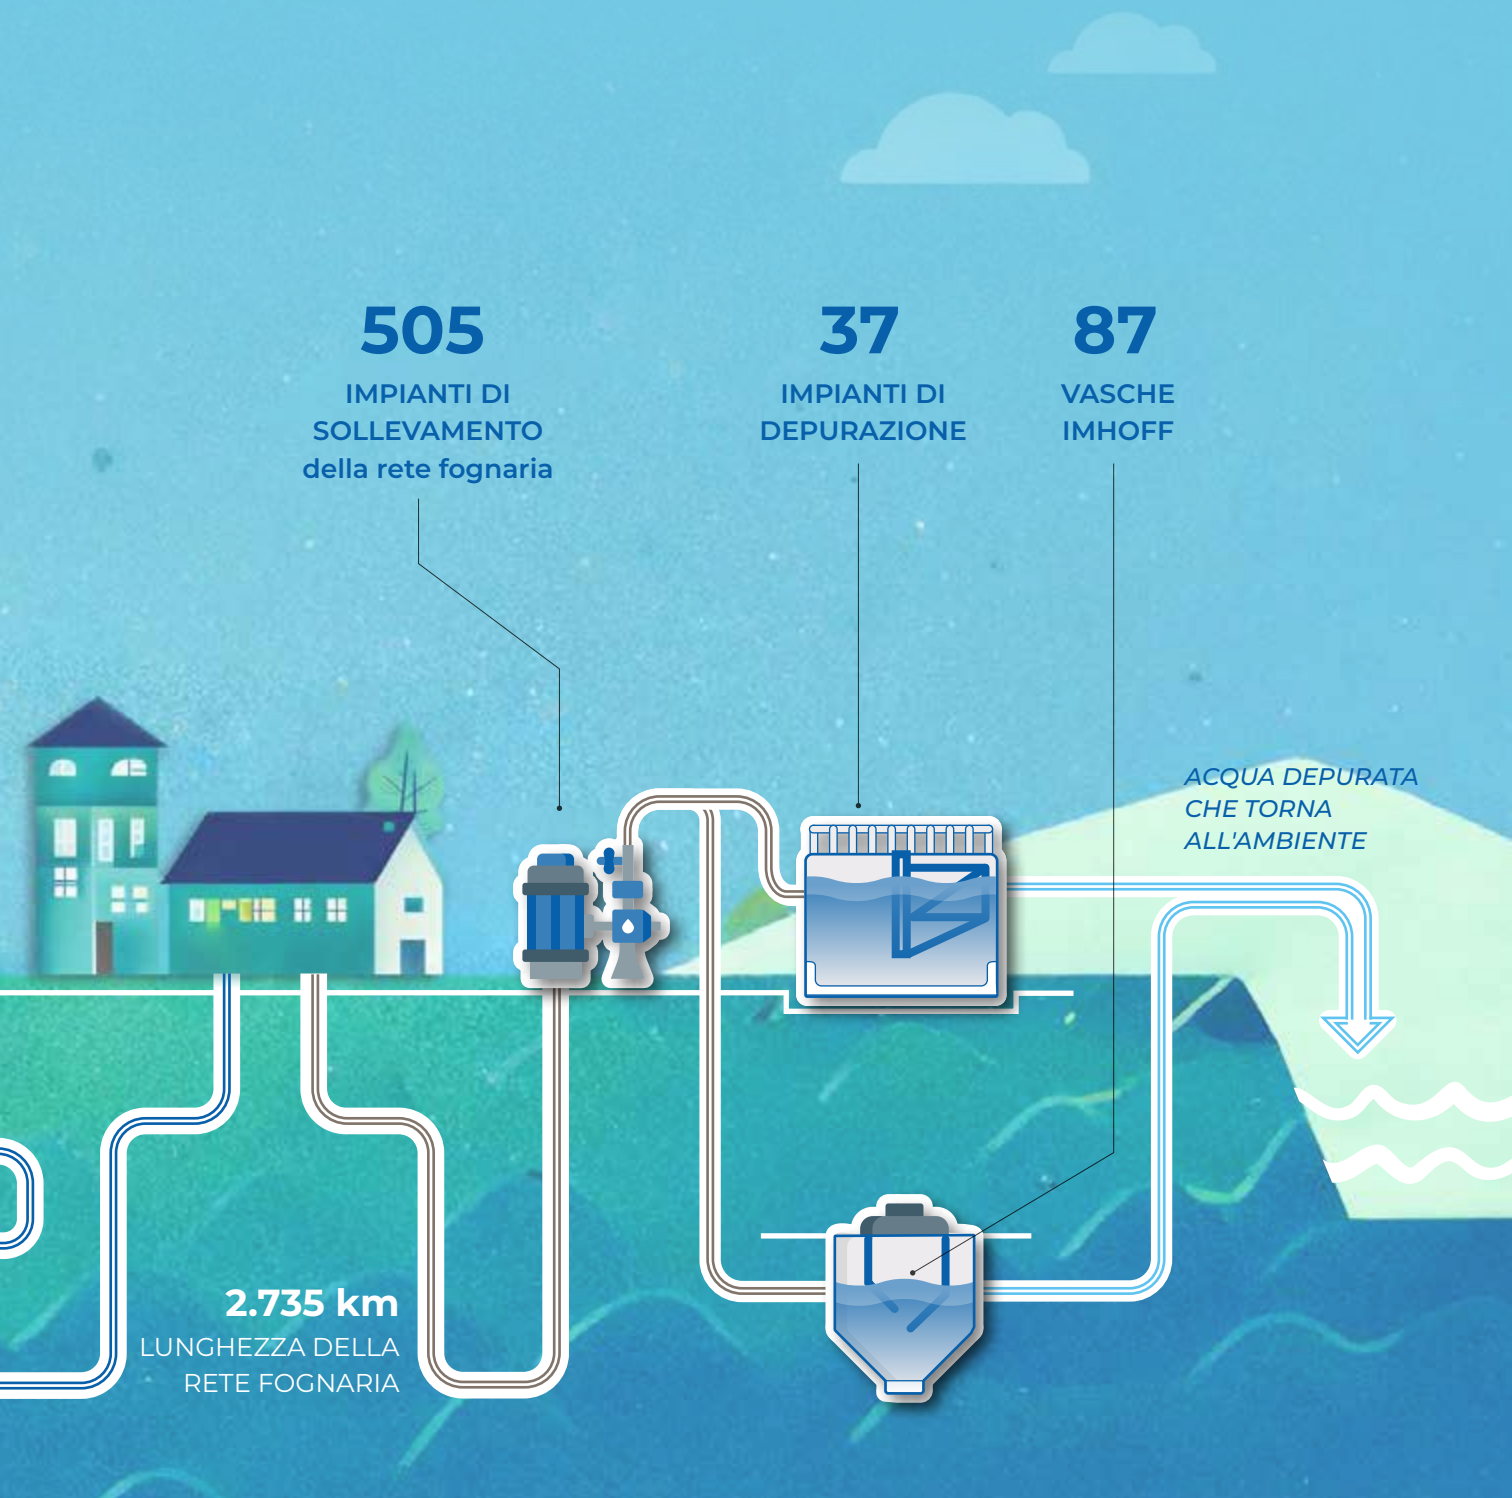 505
IMPIANTI DI
SOLLEVAMENTO
della rete fognaria
37
IMPIANTI DI
DEPURAZIONE
87
VASCHE
IMHOFF
ACQUA DEPURATA
CHE TORNA
ALL'AMBIENTE
2.735 km
LUNGHEZZA DELLA
RETE FOGNARIA